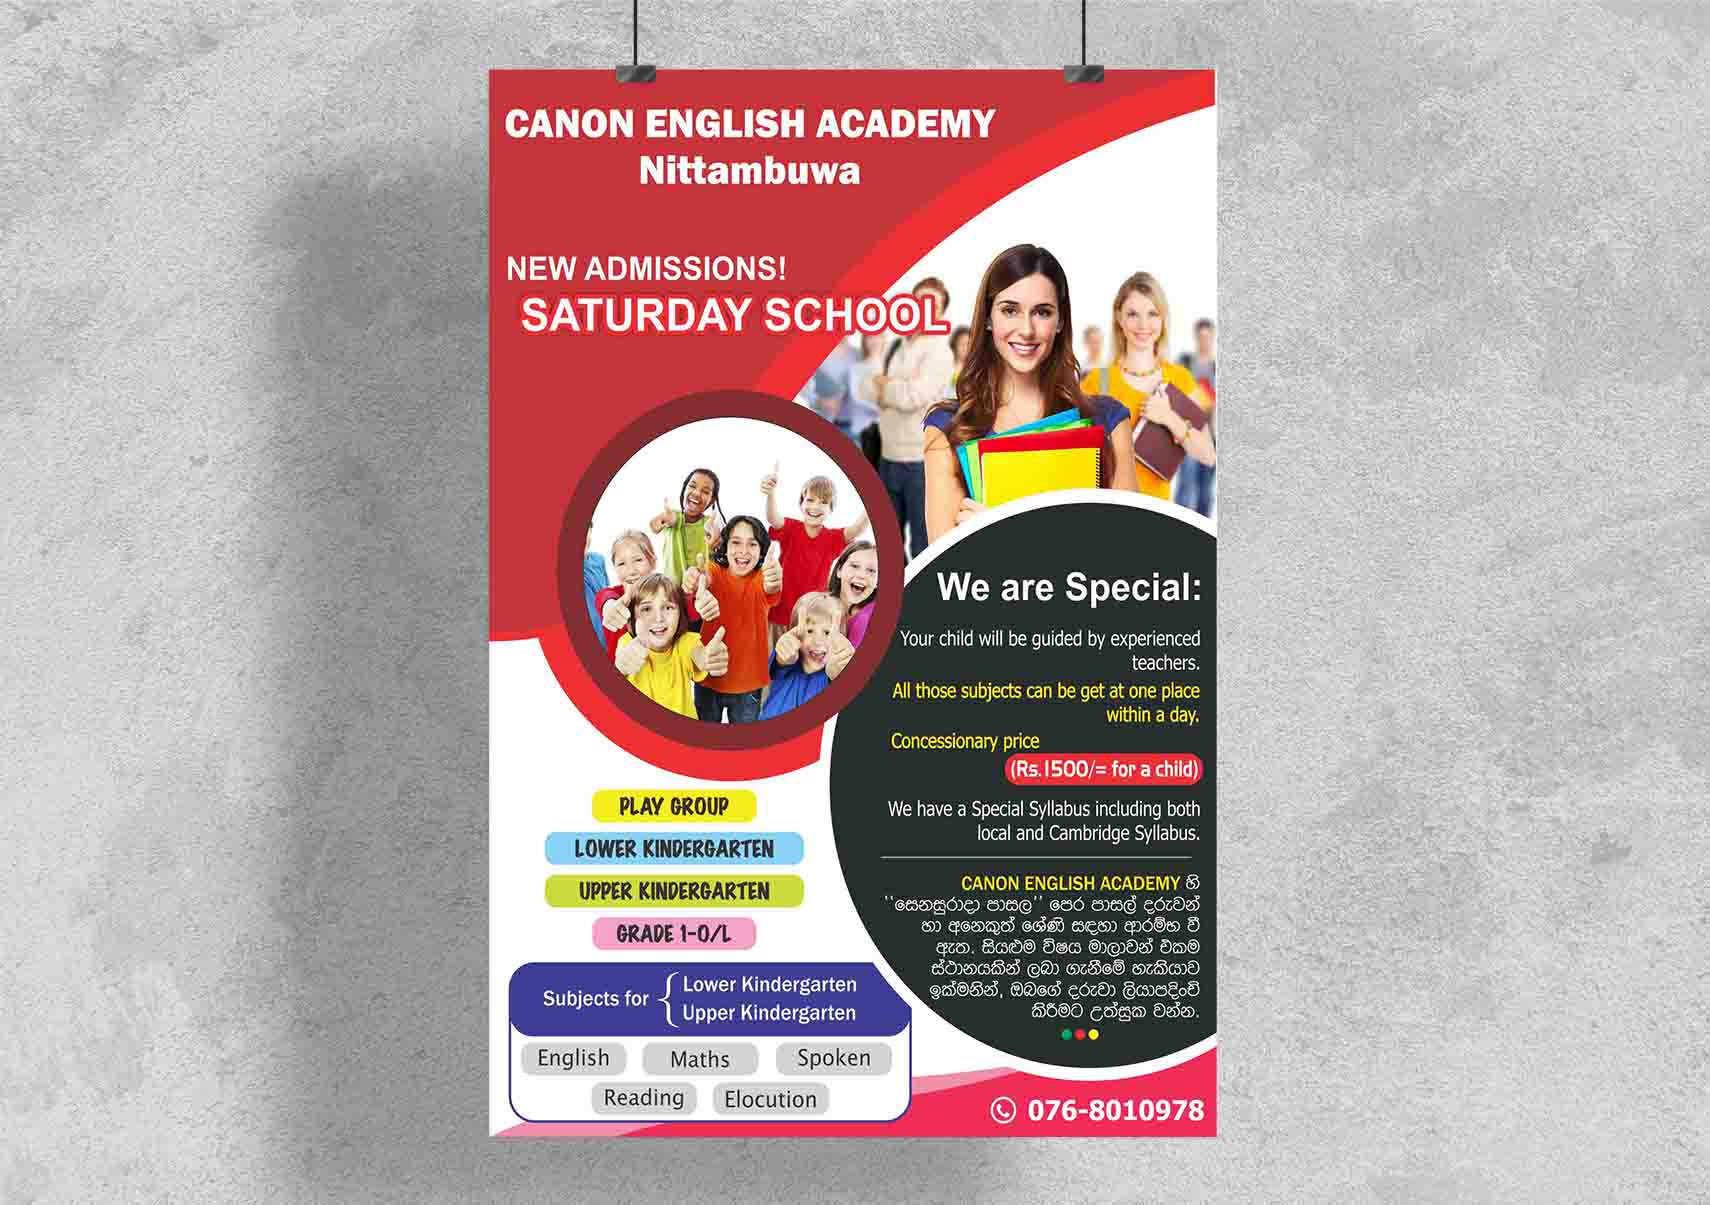 CANON ENGLISH ACADEMY
Nittambuwa
NEW ADMISSIONS!
SATURDAY SCHOOL
We are Special:
Your child will be guided by experienced
teachers.
All those subjects can be get at one place
within a day.
Concessionary price
(Rs.1500/= for a child)
We have a Special Syllabus including both
local and Cambridge Syllabus.
CANON ENGLISH ACADEMY හි
''සෙනසුරාදා පාසල'' පෙර පාසල් දරුවන්
හා අනෙකුත් ශ්‍රේණි සඳහා ආරම්භ වී
ඇත. සියළුම විෂය මාලාවන් එකම
ස්ථානයකින් ලබා ගැනීමේ හැකියාව
ඉක්මනින්, ඔබගේ දරුවා ලියාපදිංචි
කිරීමට උත්සුක වන්න.
PLAY GROUP
LOWER KINDERGARTEN
UPPER KINDERGARTEN
GRADE 1-O/L
Subjects for { Lower Kindergarten
Upper Kindergarten
English Maths Spoken
Reading Elocution
076-8010978